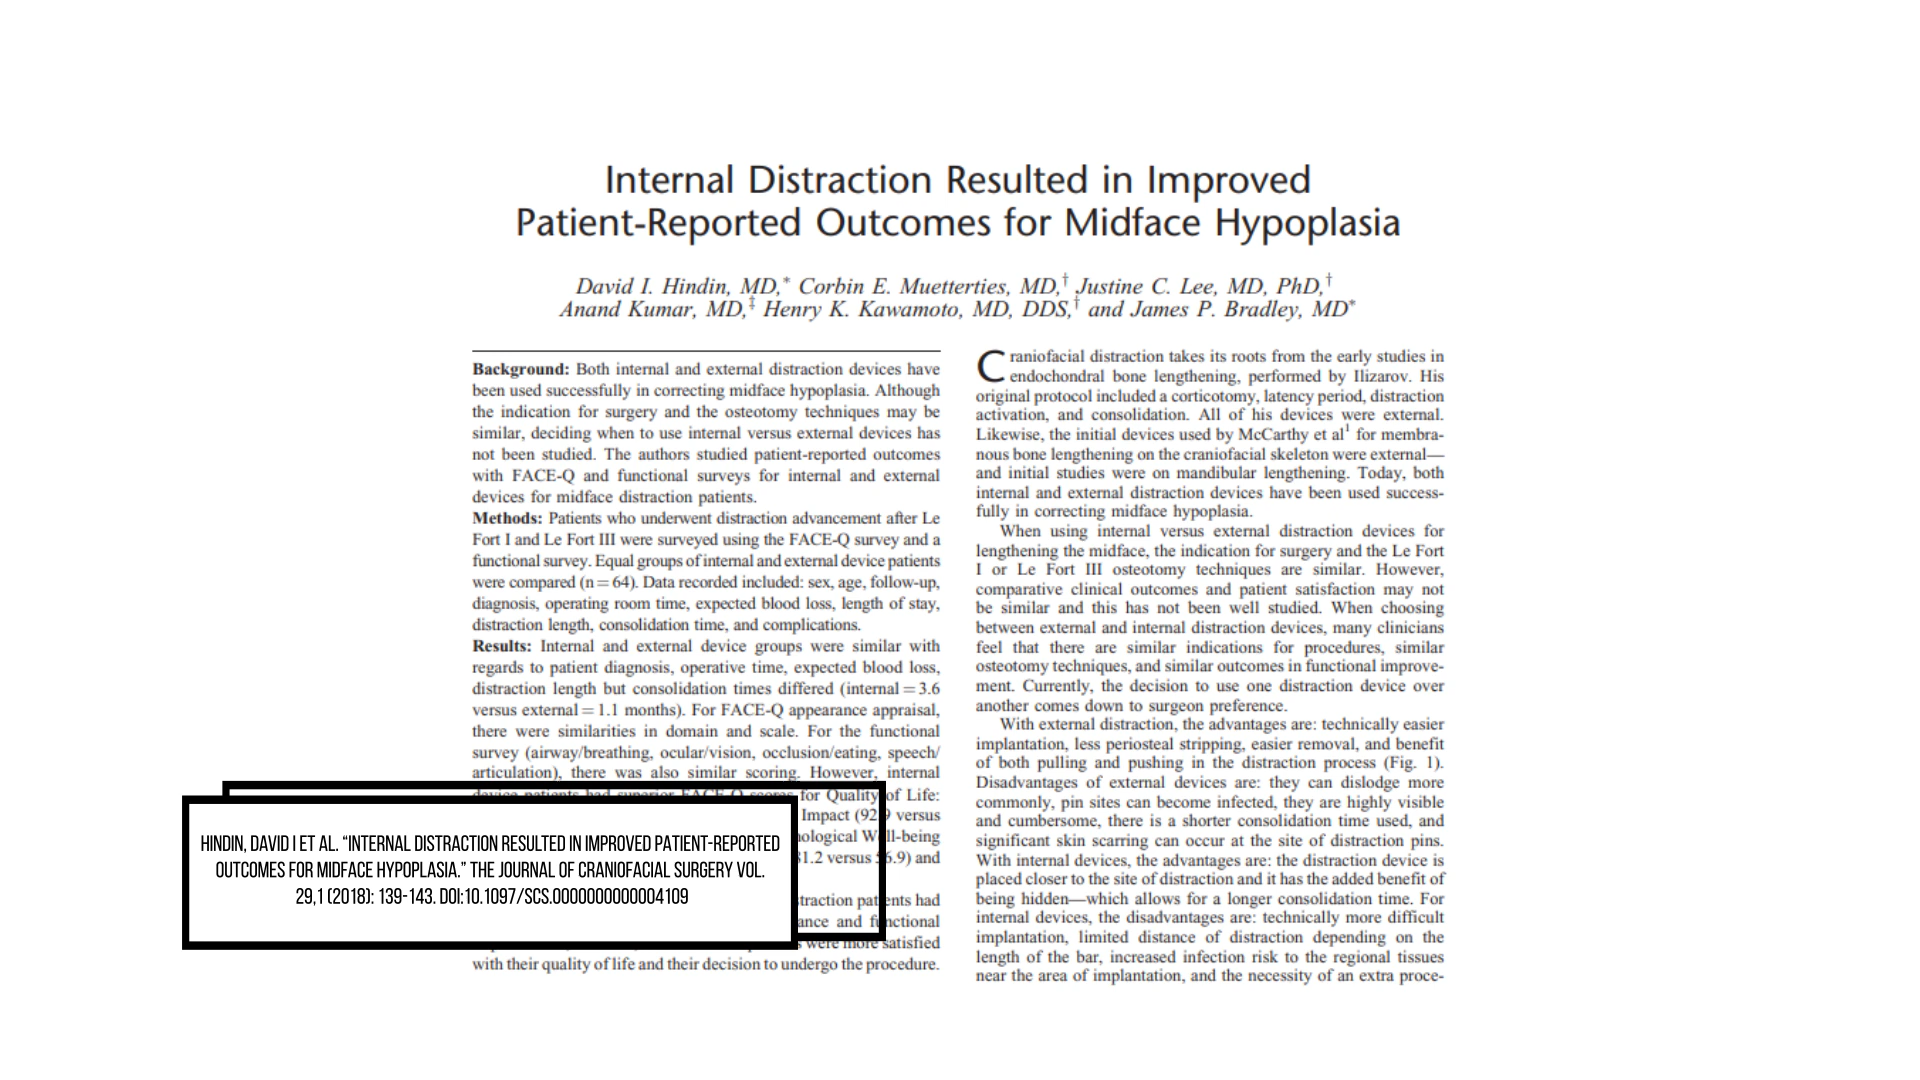 Internal Distraction Resulted in Improved
Patient-Reported Outcomes for Midface Hypoplasia
David I. Hindin, MD,* Corbin E. Muetterties, MD,† Justine C. Lee, MD, PhD,†
Anand Kumar, MD,‡ Henry K. Kawamoto, MD, DDS,† and James P. Bradley, MD*
Background: Both internal and external distraction devices have
been used successfully in correcting midface hypoplasia. Although
the indication for surgery and the osteotomy techniques may be
similar, deciding when to use internal versus external devices has
not been studied. The authors studied patient-reported outcomes
with FACE-Q and functional surveys for internal and external
devices for midface distraction patients.
Methods: Patients who underwent distraction advancement after Le
Fort I and Le Fort III were surveyed using the FACE-Q survey and a
functional survey. Equal groups of internal and external device patients
were compared (n = 64). Data recorded included: sex, age, follow-up,
diagnosis, operating room time, expected blood loss, length of stay,
distraction length, consolidation time, and complications.
Results: Internal and external device groups were similar with
regards to patient diagnosis, operative time, expected blood loss,
distraction length but consolidation times differed (internal = 3.6
versus external = 1.1 months). For FACE-Q appearance appraisal,
there were similarities in domain and scale. For the functional
survey (airway/breathing, ocular/vision, occlusion/eating, speech/
articulation), there was also similar scoring. However, internal
device patients had superior FACE-Q scores for Quality of Life:
Impact versus
versus and
had
and functional
were more satisfied
with their quality of life and their decision to undergo the procedure.
HINDIN, DAVID I ET AL. “INTERNAL DISTRACTION RESULTED IN IMPROVED PATIENT-REPORTED
OUTCOMES FOR MIDFACE HYPOPLASIA.” THE JOURNAL OF CRANIOFACIAL SURGERY VOL.
29,1 (2018): 139-143. DOI:10.1097/SCS.0000000000004109
Craniofacial distraction takes its roots from the early studies in
endochondral bone lengthening, performed by Ilizarov. His
original protocol included a corticotomy, latency period, distraction
activation, and consolidation. All of his devices were external.
Likewise, the initial devices used by McCarthy et al1 for membra-
nous bone lengthening on the craniofacial skeleton were external—
and initial studies were on mandibular lengthening. Today, both
internal and external distraction devices have been used success-
fully in correcting midface hypoplasia.
When using internal versus external distraction devices for
lengthening the midface, the indication for surgery and the Le Fort
I or Le Fort III osteotomy techniques are similar. However,
comparative clinical outcomes and patient satisfaction may not
be similar and this has not been well studied. When choosing
between external and internal distraction devices, many clinicians
feel that there are similar indications for procedures, similar
osteotomy techniques, and similar outcomes in functional improve-
ment. Currently, the decision to use one distraction device over
another comes down to surgeon preference.
With external distraction, the advantages are: technically easier
implantation, less periosteal stripping, easier removal, and benefit
of both pulling and pushing in the distraction process (Fig. 1).
Disadvantages of external devices are: they can dislodge more
commonly, pin sites can become infected, they are highly visible
and cumbersome, there is a shorter consolidation time used, and
significant skin scarring can occur at the site of distraction pins.
With internal devices, the advantages are: the distraction device is
placed closer to the site of distraction and it has the added benefit of
being hidden—which allows for a longer consolidation time. For
internal devices, the disadvantages are: technically more difficult
implantation, limited distance of distraction depending on the
length of the bar, increased infection risk to the regional tissues
near the area of implantation, and the necessity of an extra proce-